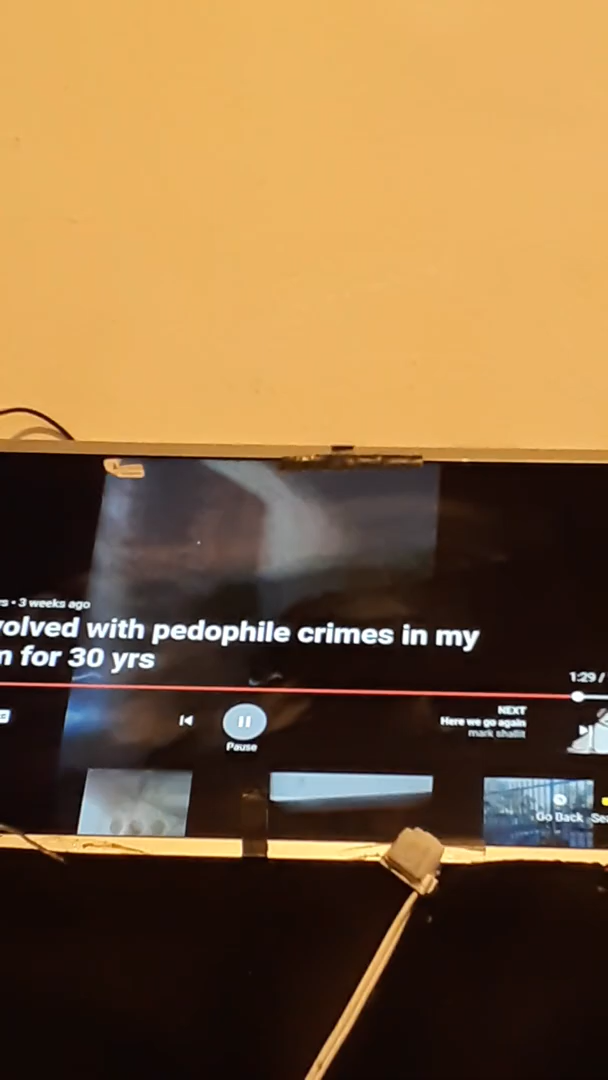 3 weeks ago
volved with pedophile crimes in my
for 30 yrs
1:29 /
NEXT
Here we go again
mark shallit
Pause
Go Back